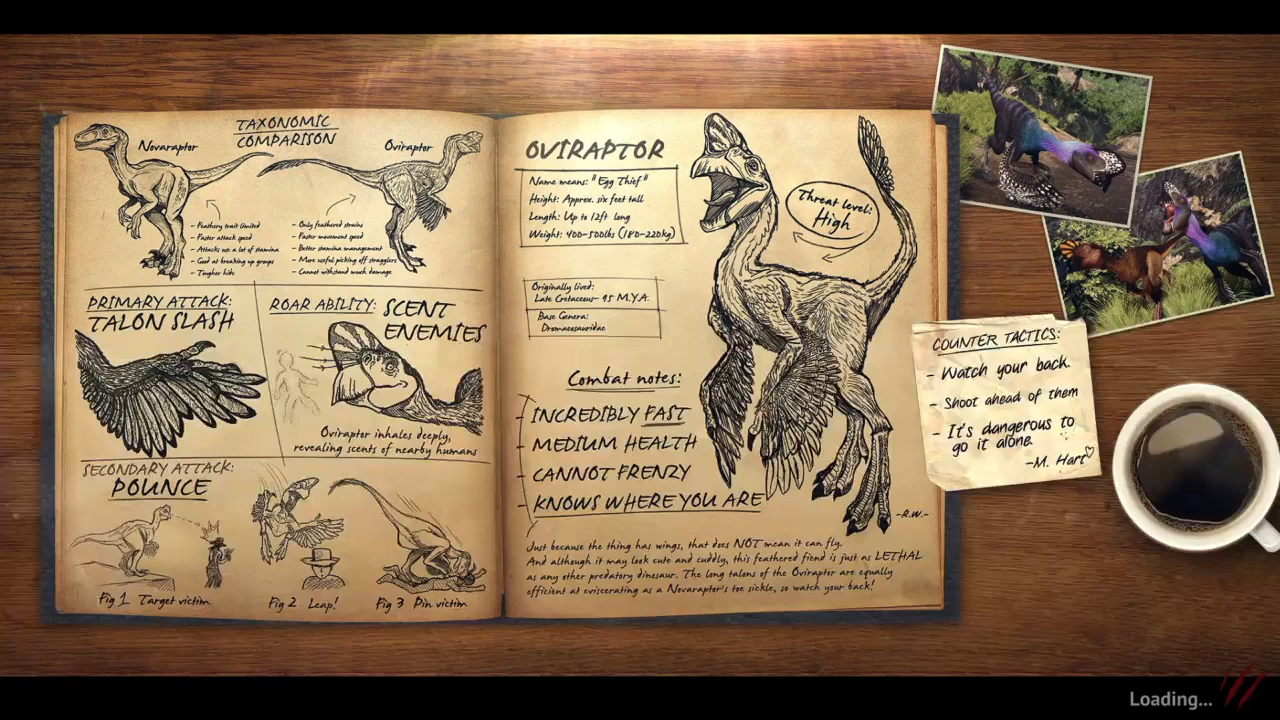 TAXONOMIC
COMPARISON
Novaraptor
Oviraptor
- Feathery trait limited
- Faster attack speed
- Attacks use a lot of stamina
- Good at breaking up groups
- Tougher hide
- Only feathered strains
- Faster movement speed
- Better stamina management
- More useful picking off stragglers
- Cannot withstand much damage
PRIMARY ATTACK:
TALON SLASH
ROAR ABILITY: SCENT
ENEMIES
Oviraptor inhales deeply,
revealing scents of nearby humans
SECONDARY ATTACK:
POUNCE
Fig 1 Target victim
Fig 2 Leap!
Fig 3 Pin victim
OVIRAPTOR
Name means: "Egg Thief"
Height: Approx. six feet tall
Length: Up to 12ft long
Weight: 400-500lbs (180-220kg)
Threat level:
High
Originally lived:
Late Cretaceous- 95 M.Y.A.
Base Genera:
Dromaeosauridae
Combat notes:
- INCREDIBLY FAST
- MEDIUM HEALTH
- CANNOT FRENZY
- KNOWS WHERE YOU ARE
-R.W.-
Just because the thing has wings, that does NOT mean it can fly.
And although it may look cute and cuddly, this feathered fiend is just as LETHAL
as any other predatory dinosaur. The long talons of the Oviraptor are equally
efficient at eviscerating as a Novaraptor's toe sickle, so watch your back!
COUNTER TACTICS:
- Watch your back.
- Shoot ahead of them
- It's dangerous to
go it alone.
-M. Hart
Loading...